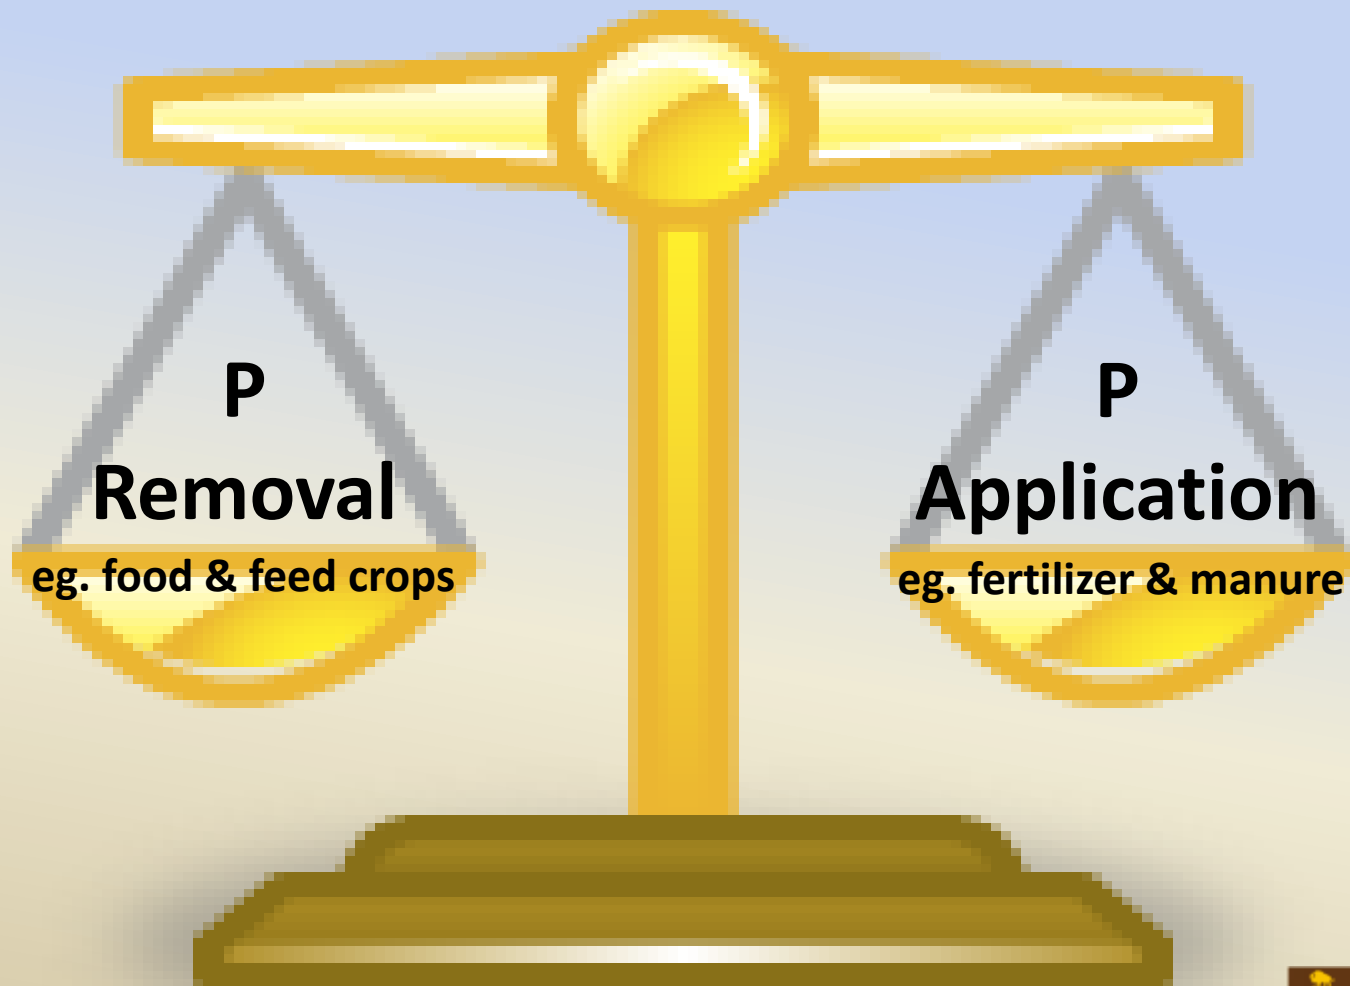 P
Removal
eg. food & feed crops
P
Application
eg. fertilizer & manure